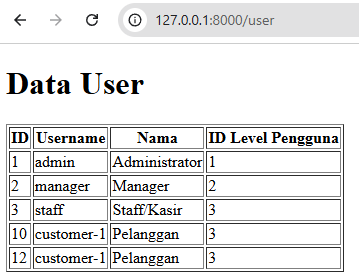 127.0.0.1:8000/user
Data User
ID Username Nama ID Level Pengguna
1 admin Administrator 1
2 manager Manager 2
3 staff Staff/Kasir 3
10 customer-1 Pelanggan 3
12 customer-1 Pelanggan 3